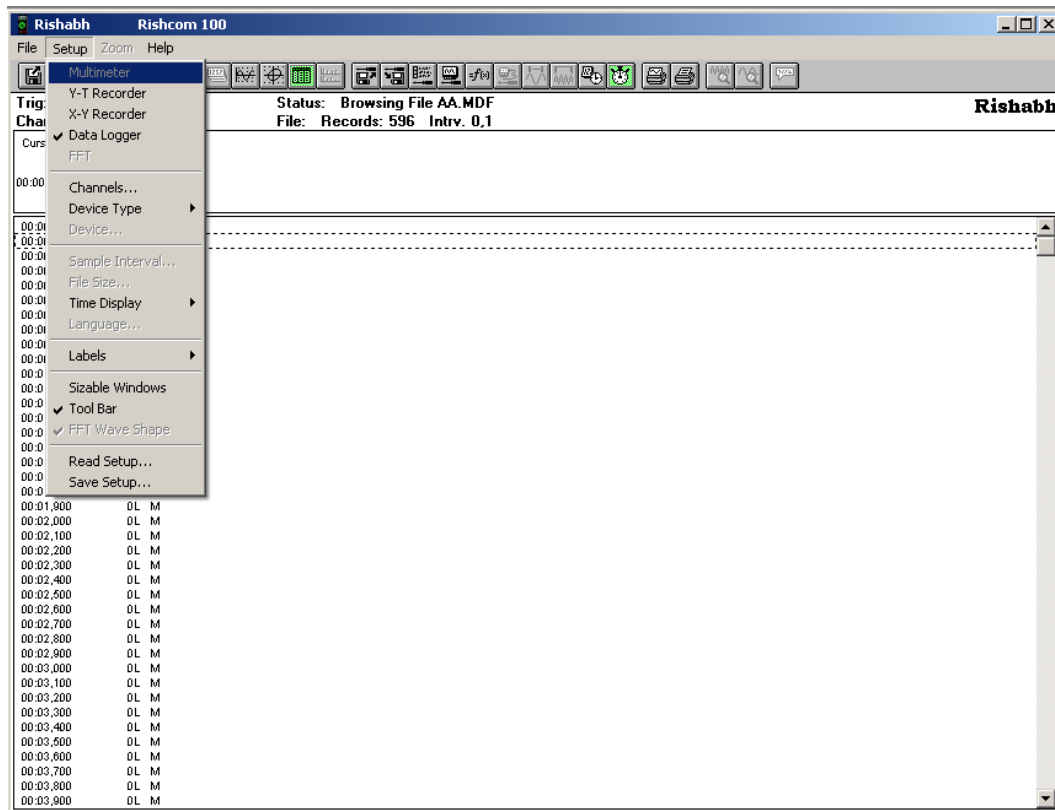 Rishabh Rishcom 100
File Setup Zoom Help
Multimeter
Y-T Recorder
X-Y Recorder
Data Logger
FFT
Channels...
Device Type
Device...
Sample Interval...
File Size...
Time Display
Language...
Labels
Sizable Windows
Tool Bar
FFT Wave Shape
Read Setup...
Save Setup...
Trig
Status: Browsing File AA.MDF
Rishabh
Cha
File: Records: 596 Intrv. 0,1
Curs
00:00
00:01,900 0L M
00:02,000 0L M
00:02,100 0L M
00:02,200 0L M
00:02,300 0L M
00:02,400 0L M
00:02,500 0L M
00:02,600 0L M
00:02,700 0L M
00:02,800 0L M
00:02,900 0L M
00:03,000 0L M
00:03,100 0L M
00:03,200 0L M
00:03,300 0L M
00:03,400 0L M
00:03,500 0L M
00:03,600 0L M
00:03,700 0L M
00:03,800 0L M
00:03,900 0L M